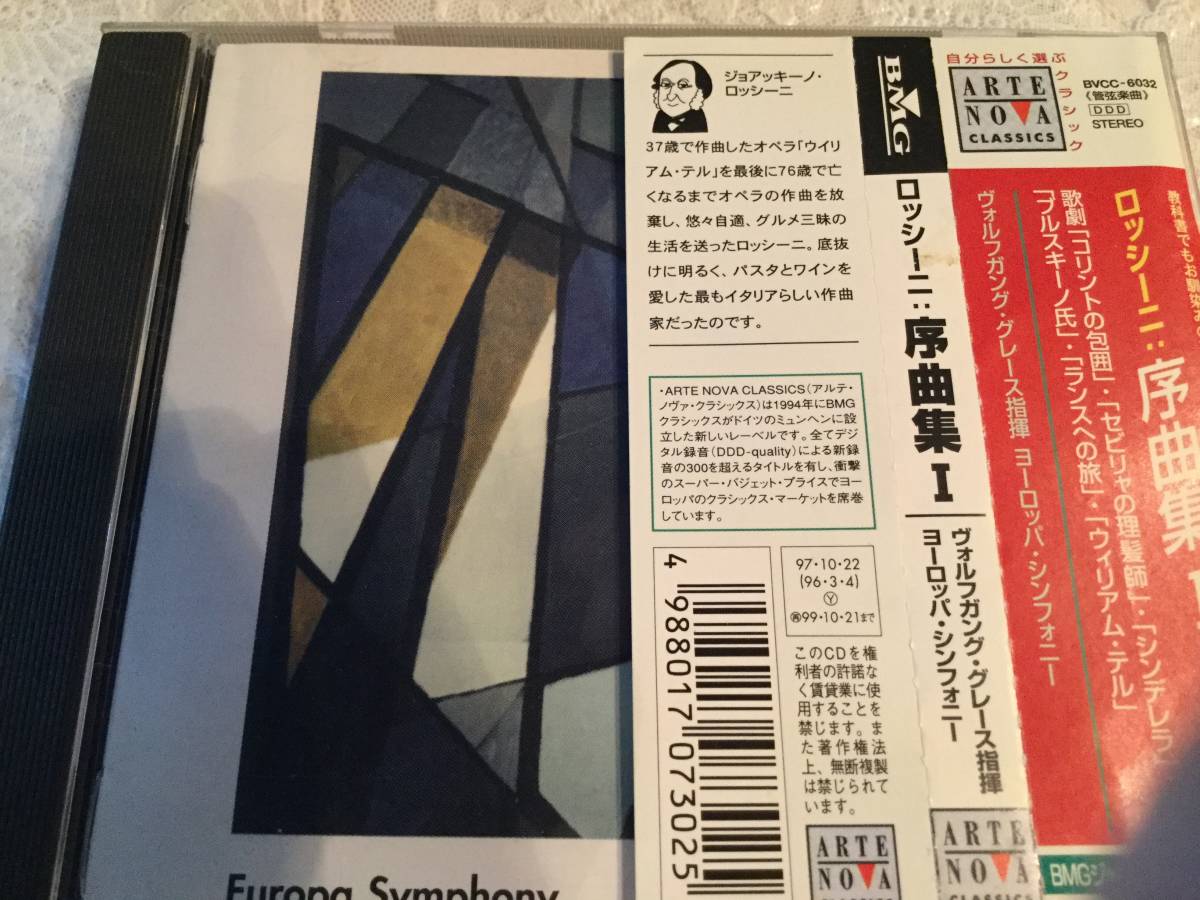 ジョアッキーノ・
ロッシーニ
37歳で作曲したオペラ「ウイリ
アム・テル」を最後に76歳で亡
くなるまでオペラの作曲を放
棄し、悠々自適、グルメ三昧の
生活を送ったロッシーニ。底抜
けに明るく、パスタとワインを
愛した最もイタリアらしい作曲
家だったのです。
・ARTE NOVA CLASSICS(アルテ・
ノヴァ・クラシックス)は1994年にBMG
クラシックスがドイツのミュンヘンに設
立した新しいレーベルです。全てデジ
タル録音(DDD-quality)による新録
音の300を超えるタイトルを有し、衝撃
のスーパー・バジェット・プライスでヨー
ロッパのクラシックス・マーケットを席巻
しています。
4 988017 073025
97・10・22
(96・3・4)
Ⓨ
㊐99・10・21まで
このCDを権
利者の許諾な
く賃貸業に使
用することを
禁じます。ま
た著作権法
上、無断複製
は禁じられて
います。
ARTE
NOVA
CLASSICS
BMG
ロッシーニ:序曲集 I
ヴォルフガング・グレース指揮
ヨーロッパ・シンフォニー
ARTE
NOVA
CLASSICS
自分らしく選ぶ
クラシック
ARTE
NOVA
CLASSICS
BVCC-6032
《管弦楽曲》
DDD
STEREO
教科書でもお馴染み
ロッシーニ:序曲集
歌劇「コリントの包囲」・「セビリャの理髪師」・「シンデレラ」
「ブルスキーノ氏」・「ランスへの旅」・「ウィリアム・テル」
ヴォルフガング・グレース指揮 ヨーロッパ・シンフォニー
BMGジャ
Europa Symphony